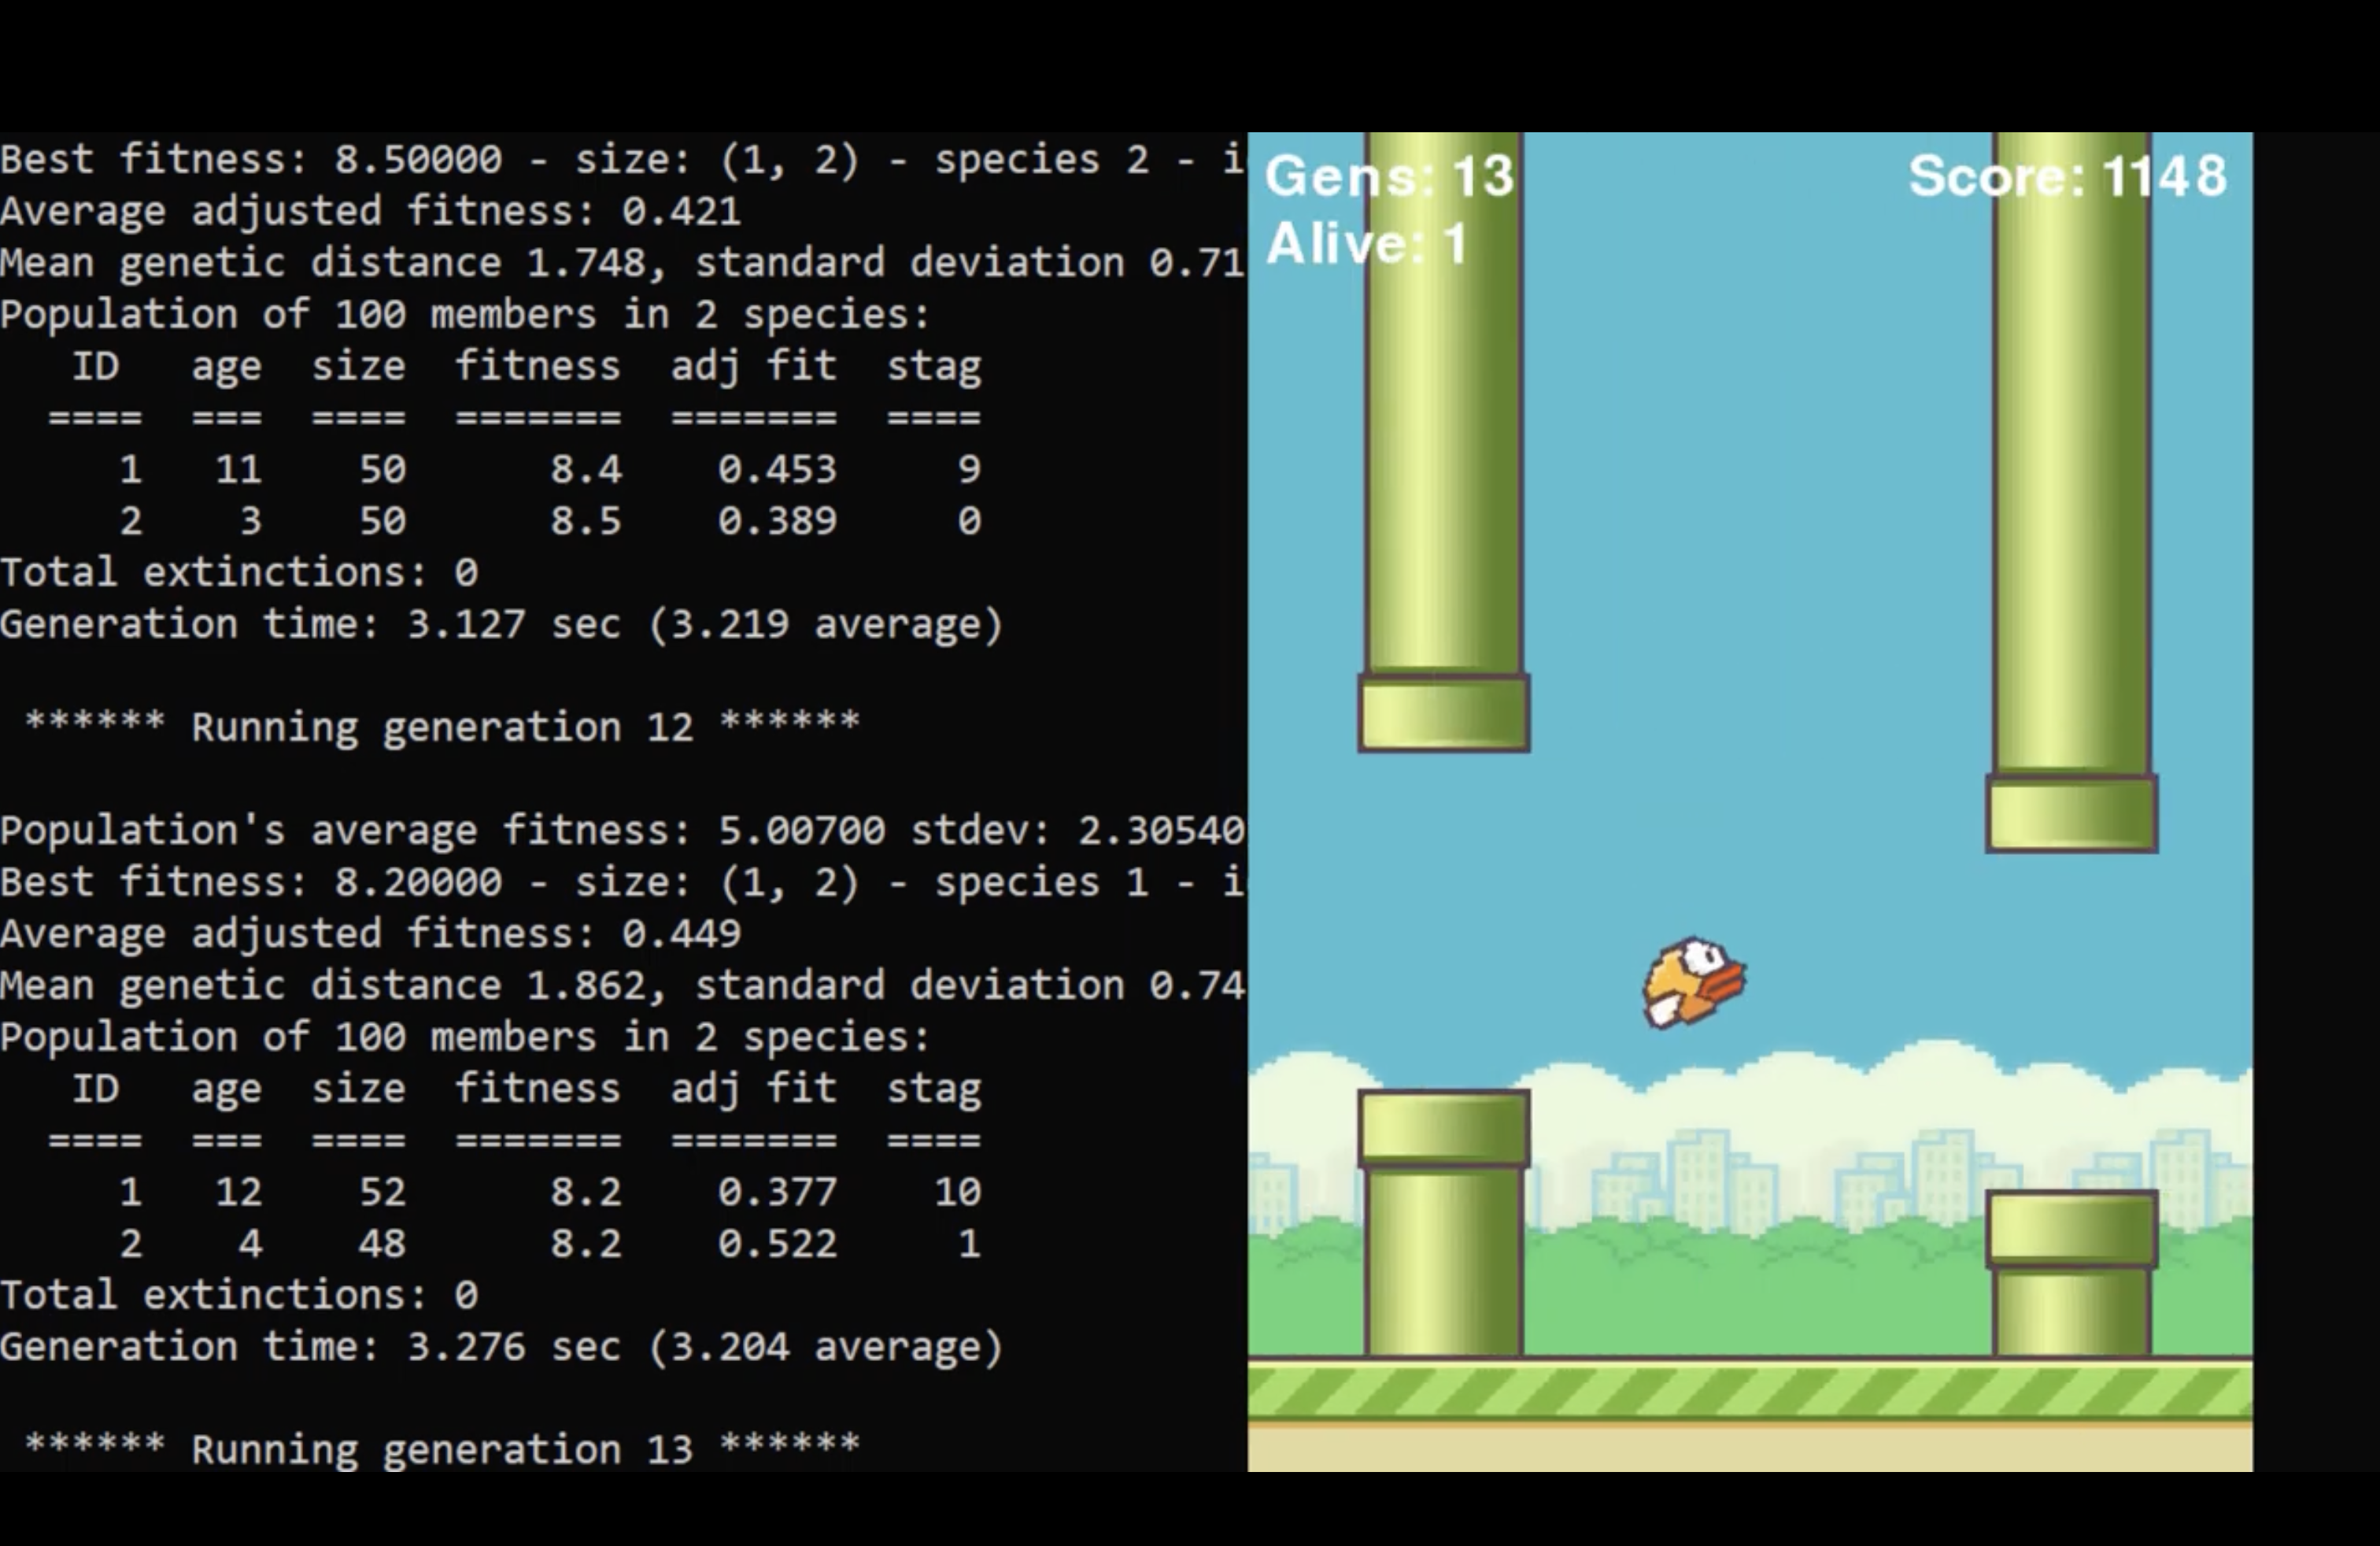 Best fitness: 8.50000 - size: (1, 2) - species 2 - i
Average adjusted fitness: 0.421
Mean genetic distance 1.748, standard deviation 0.71
Population of 100 members in 2 species:
ID age size fitness adj fit stag
==== === ==== ======= ======= ====
1 11 50 8.4 0.453 9
2 3 50 8.5 0.389 0
Total extinctions: 0
Generation time: 3.127 sec (3.219 average)
****** Running generation 12 ******
Population's average fitness: 5.00700 stdev: 2.30540
Best fitness: 8.20000 - size: (1, 2) - species 1 - i
Average adjusted fitness: 0.449
Mean genetic distance 1.862, standard deviation 0.74
Population of 100 members in 2 species:
ID age size fitness adj fit stag
==== === ==== ======= ======= ====
1 12 52 8.2 0.377 10
2 4 48 8.2 0.522 1
Total extinctions: 0
Generation time: 3.276 sec (3.204 average)
****** Running generation 13 ******
Gens: 13
Score: 1148
Alive: 1